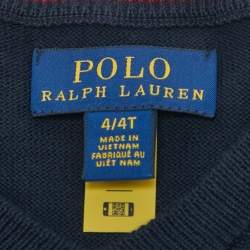 POLO
RALPH LAUREN
4/4T
MADE IN
VIETNAM
FABRIQUÉ AU
VIÊT NAM